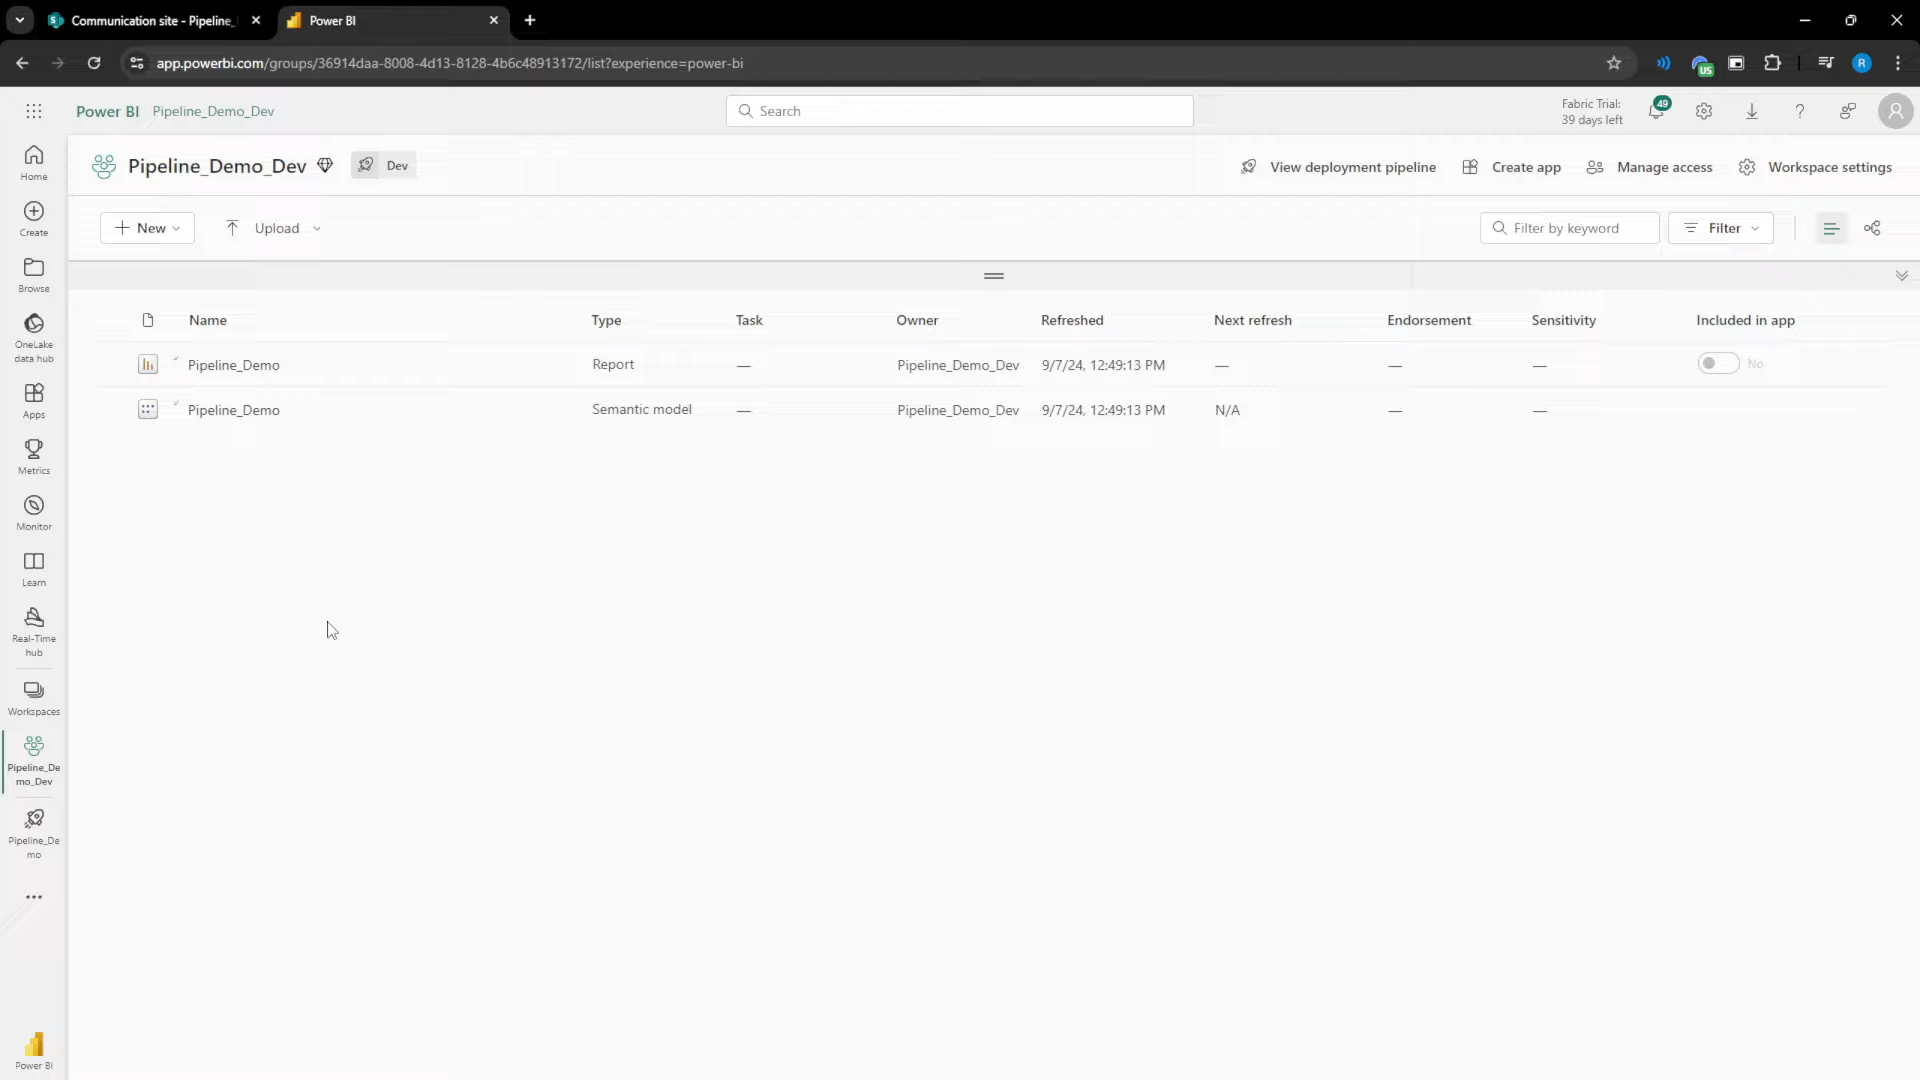 Communication site - Pipeline_
Power BI
app.powerbi.com/groups/36914daa-8008-4d13-8128-4b6c48913172/list?experience=power-bi
US
R
Power BI Pipeline_Demo_Dev
Search
Fabric Trial:
39 days left
49
Pipeline_Demo_Dev
Dev
View deployment pipeline
Create app
Manage access
Workspace settings
New
Upload
Filter by keyword
Filter
Name Type Task Owner Refreshed Next refresh Endorsement Sensitivity Included in app
Pipeline_Demo Report — Pipeline_Demo_Dev 9/7/24, 12:49:13 PM — — — No
Pipeline_Demo Semantic model — Pipeline_Demo_Dev 9/7/24, 12:49:13 PM N/A — —
Home
Create
Browse
OneLake
data hub
Apps
Metrics
Monitor
Learn
Real-Time
hub
Workspaces
Pipeline_De
mo_Dev
Pipeline_De
mo
Power BI